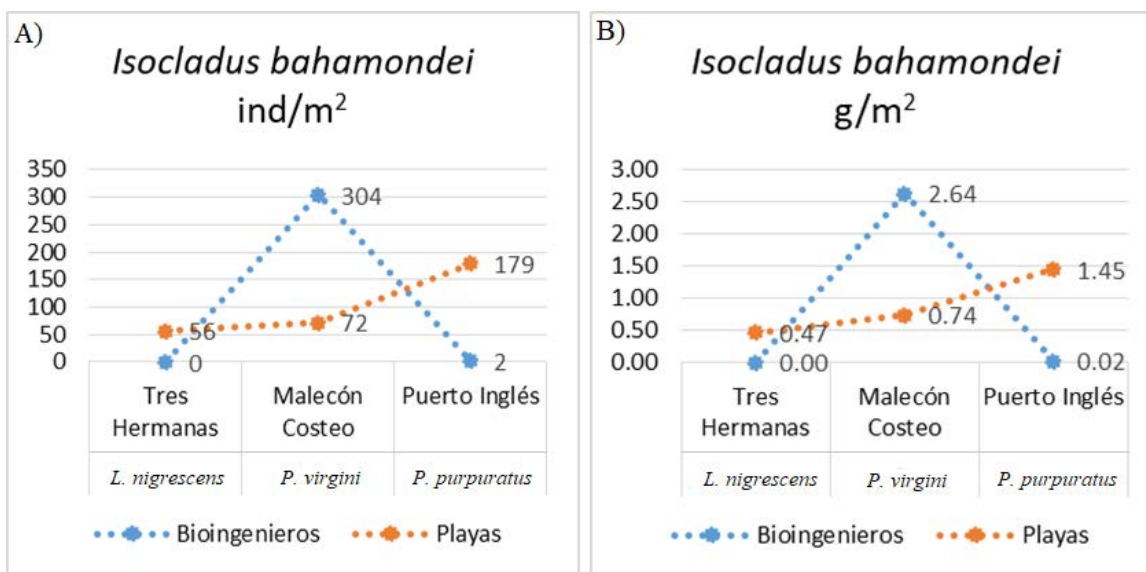 A)
Isocladus bahamondei
ind/m²
350
300
250
200
150
100
50
0
304
179
56
72
0
2
Tres Hermanas
Malecón Costeo
Puerto Inglés
L. nigrescens
P. virgini
P. purpuratus
Bioingenieros
Playas
B)
Isocladus bahamondei
g/m²
3.00
2.50
2.00
1.50
1.00
0.50
0.00
2.64
1.45
0.47
0.74
0.00
0.02
Tres Hermanas
Malecón Costeo
Puerto Inglés
L. nigrescens
P. virgini
P. purpuratus
Bioingenieros
Playas